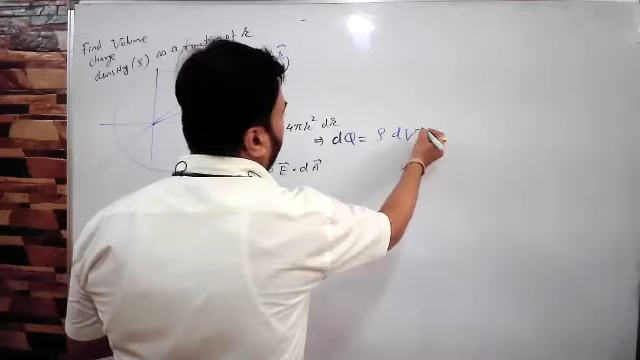 Find Volume
charge
density (ρ) as a function of r
4πr² dr
⇒ dQ = ρ dV
E⃗ · dA⃗